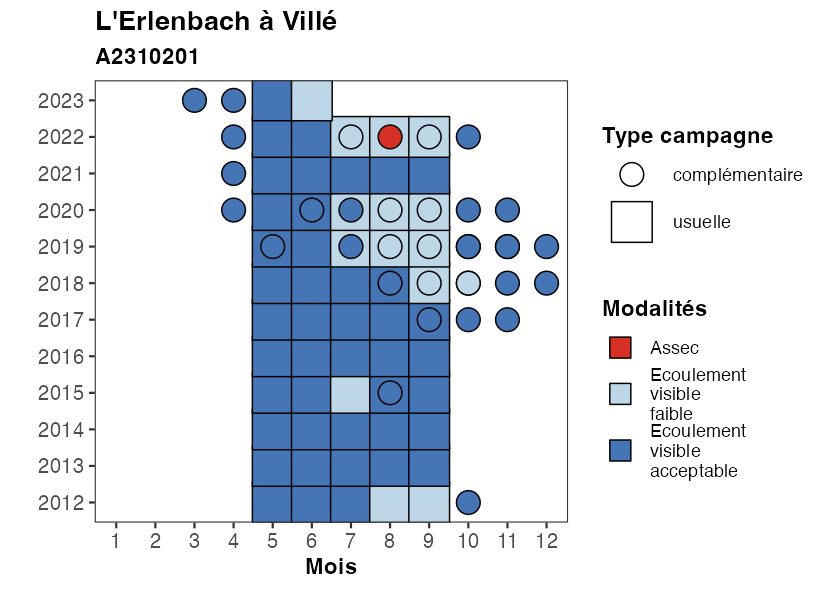 L'Erlenbach à Villé
A2310201
2023
2022
2021
2020
2019
2018
2017
2016
2015
2014
2013
2012
1 2 3 4 5 6 7 8 9 10 11 12
Mois
Type campagne
complémentaire
usuelle
Modalités
Assec
Ecoulement
visible
faible
Ecoulement
visible
acceptable